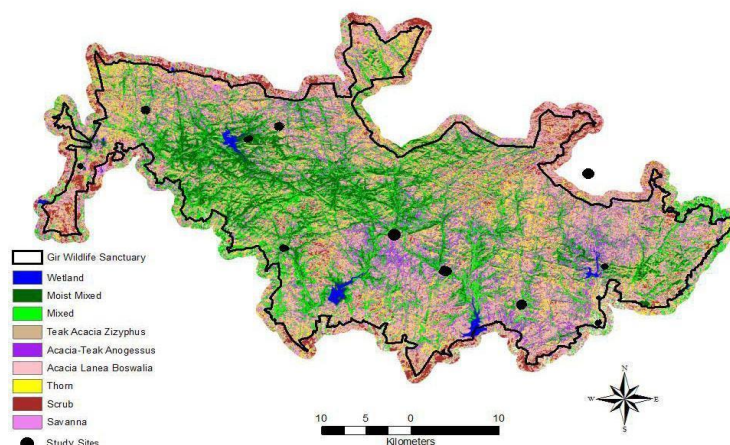 Gir Wildlife Sanctuary
Wetland
Moist Mixed
Mixed
Teak Acacia Zizyphus
Acacia-Teak Anogessus
Acacia Lanea Boswalia
Thorn
Scrub
Savanna
Study Sites
N
W E
S
10 5 0 10
Kilometers